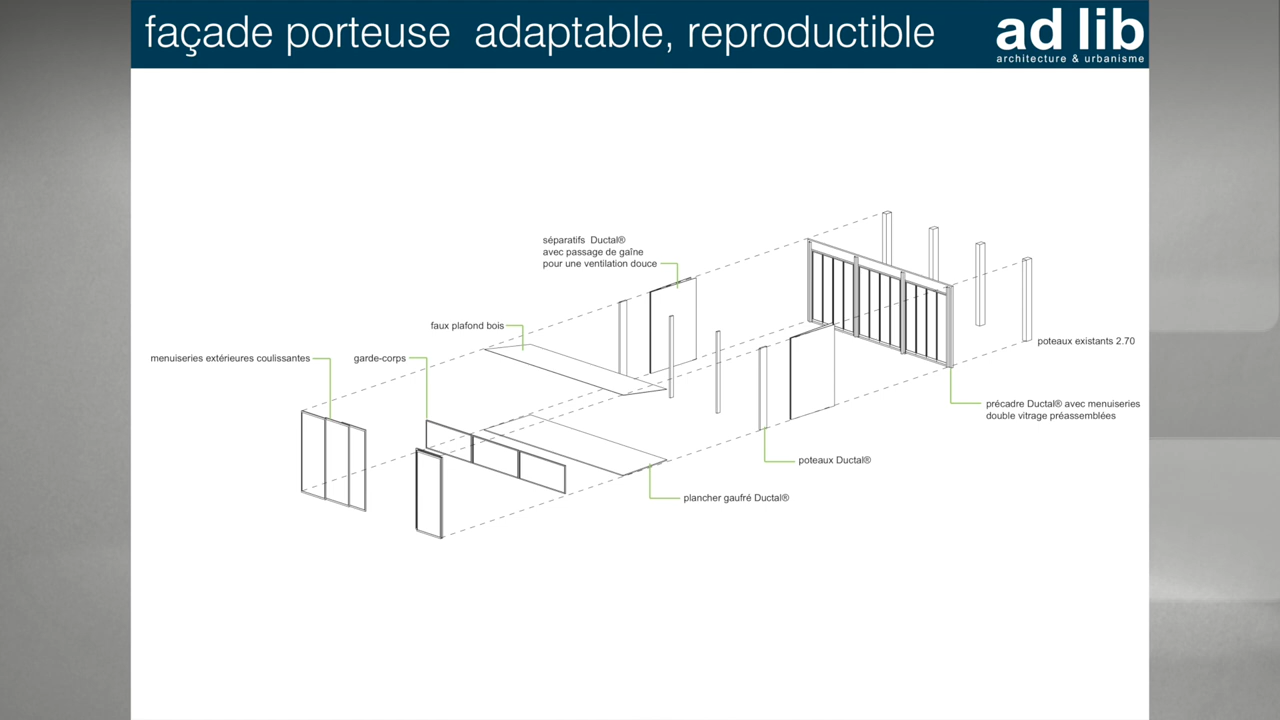 façade porteuse adaptable, reproductible
ad lib
architecture & urbanisme
séparatifs Ductal®
avec passage de gaîne
pour une ventilation douce
faux plafond bois
menuiseries extérieures coulissantes
garde-corps
poteaux existants 2.70
précadre Ductal® avec menuiseries
double vitrage préassemblées
poteaux Ductal®
plancher gaufré Ductal®